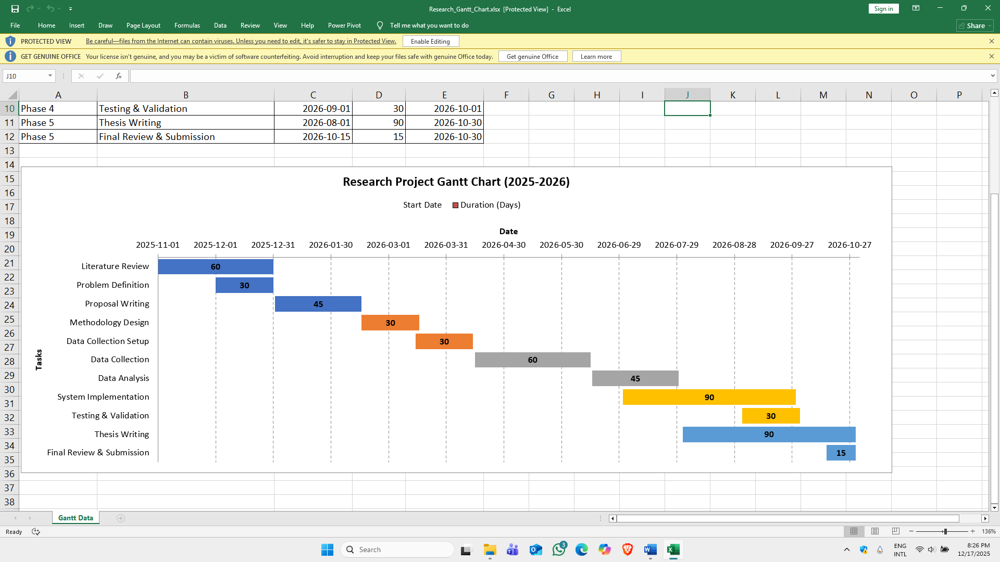 Research_Gantt_Chart.xlsx [Protected View] - Excel
Sign in
File Home Insert Draw Page Layout Formulas Data Review View Help Power Pivot Tell me what you want to do Share
PROTECTED VIEW Be careful—files from the Internet can contain viruses. Unless you need to edit, it's safer to stay in Protected View. Enable Editing
GET GENUINE OFFICE Your license isn't genuine, and you may be a victim of software counterfeiting. Avoid interruption and keep your files safe with genuine Office today. Get genuine Office Learn more
J10 fx
A B C D E F G H I J K L M N O P
10 Phase 4 Testing & Validation 2026-09-01 30 2026-10-01
11 Phase 5 Thesis Writing 2026-08-01 90 2026-10-30
12 Phase 5 Final Review & Submission 2026-10-15 15 2026-10-30
13
14
15
16
17
18
19
20
21
22
23
24
25
26
27
28
29
30
31
32
33
34
35
36
37
38
Research Project Gantt Chart (2025-2026)
Start Date Duration (Days)
Date
2025-11-01 2025-12-01 2025-12-31 2026-01-30 2026-03-01 2026-03-31 2026-04-30 2026-05-30 2026-06-29 2026-07-29 2026-08-28 2026-09-27 2026-10-27
Tasks
Literature Review 60
Problem Definition 30
Proposal Writing 45
Methodology Design 30
Data Collection Setup 30
Data Collection 60
Data Analysis 45
System Implementation 90
Testing & Validation 30
Thesis Writing 90
Final Review & Submission 15
Gantt Data
Ready 136%
Search 3 ENG 8:26 PM
INTL 12/17/2025